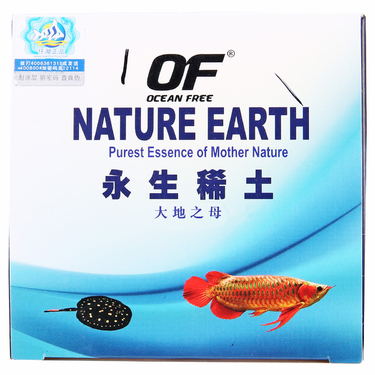 OF
OCEAN FREE
NATURE EARTH
Purest Essence of Mother Nature
永生稀土
大地之母